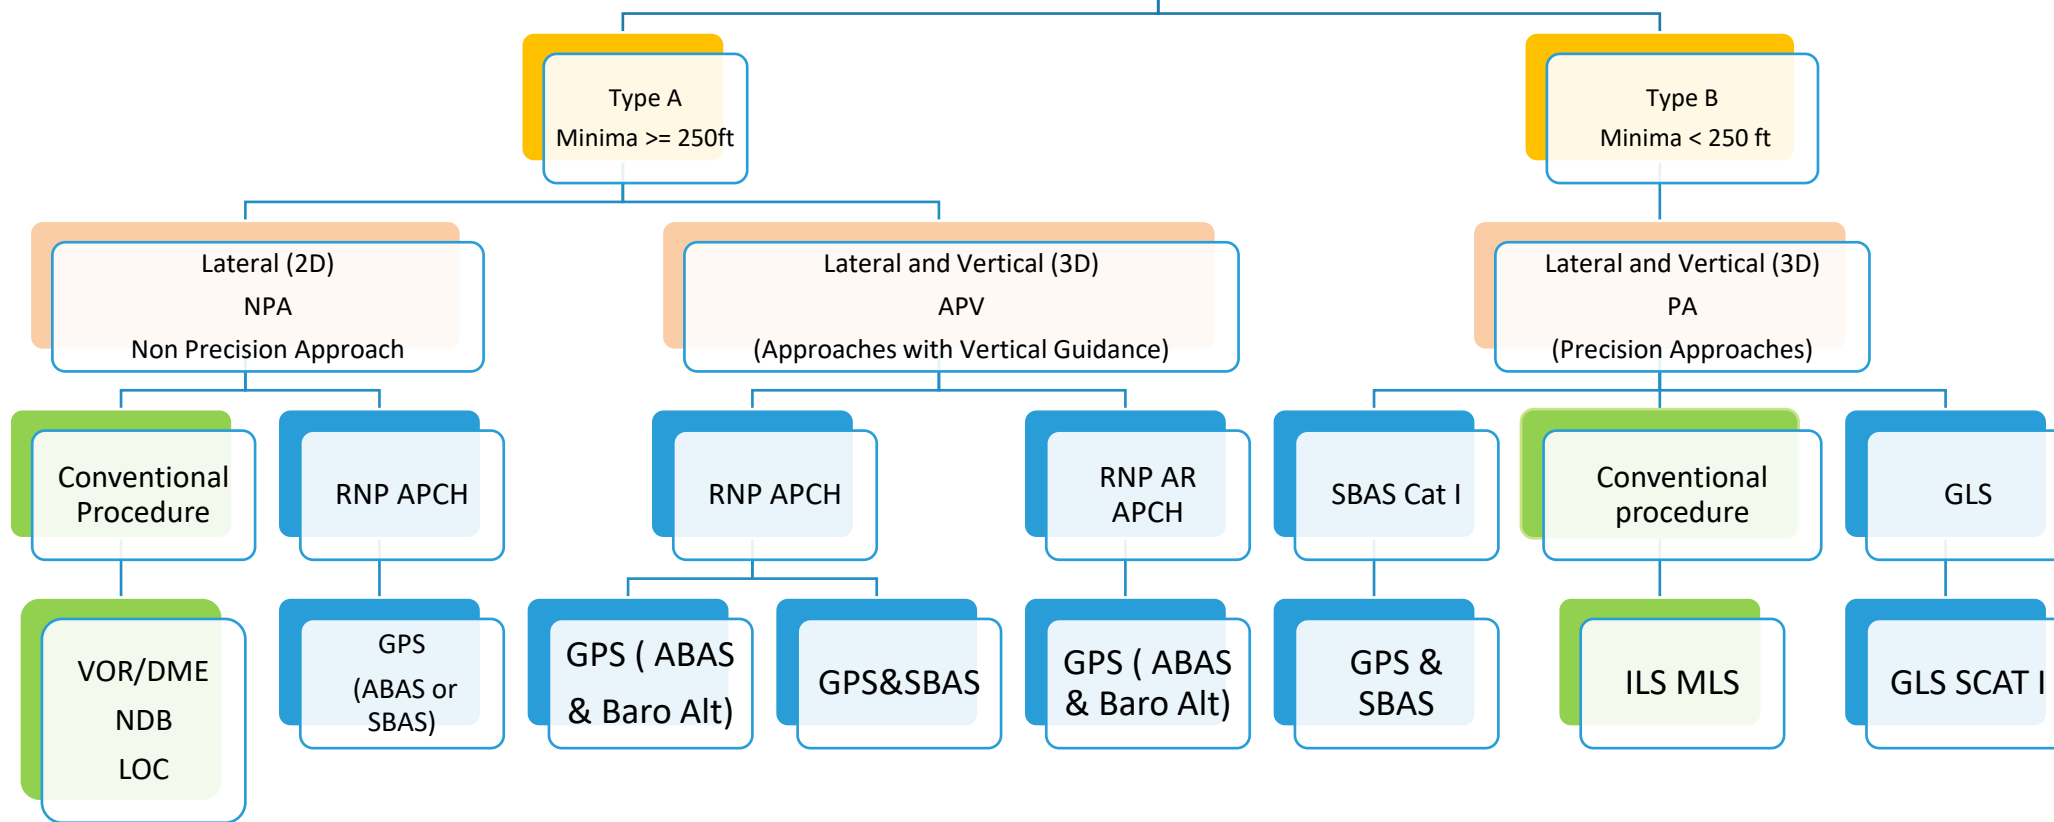 Type A
Minima >= 250ft
Type B
Minima < 250 ft
Lateral (2D)
NPA
Non Precision Approach
Lateral and Vertical (3D)
APV
(Approaches with Vertical Guidance)
Lateral and Vertical (3D)
PA
(Precision Approaches)
Conventional
Procedure
RNP APCH
RNP APCH
RNP AR
APCH
SBAS Cat I
Conventional
procedure
GLS
VOR/DME
NDB
LOC
GPS
(ABAS or
SBAS)
GPS ( ABAS
& Baro Alt)
GPS&SBAS
GPS ( ABAS
& Baro Alt)
GPS &
SBAS
ILS MLS
GLS SCAT I